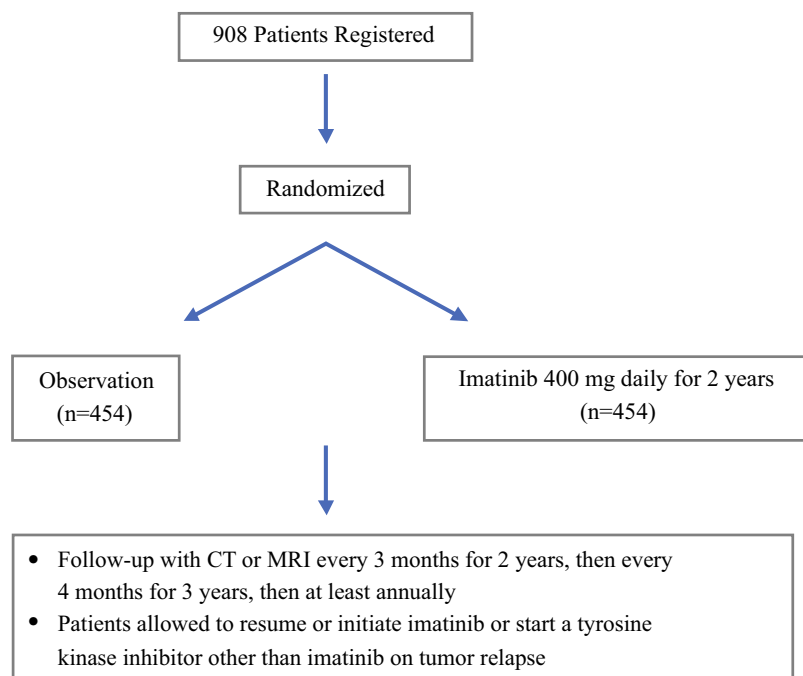 908 Patients Registered
Randomized
Observation
(n=454)
Imatinib 400 mg daily for 2 years
(n=454)
• Follow-up with CT or MRI every 3 months for 2 years, then every
4 months for 3 years, then at least annually
• Patients allowed to resume or initiate imatinib or start a tyrosine
kinase inhibitor other than imatinib on tumor relapse